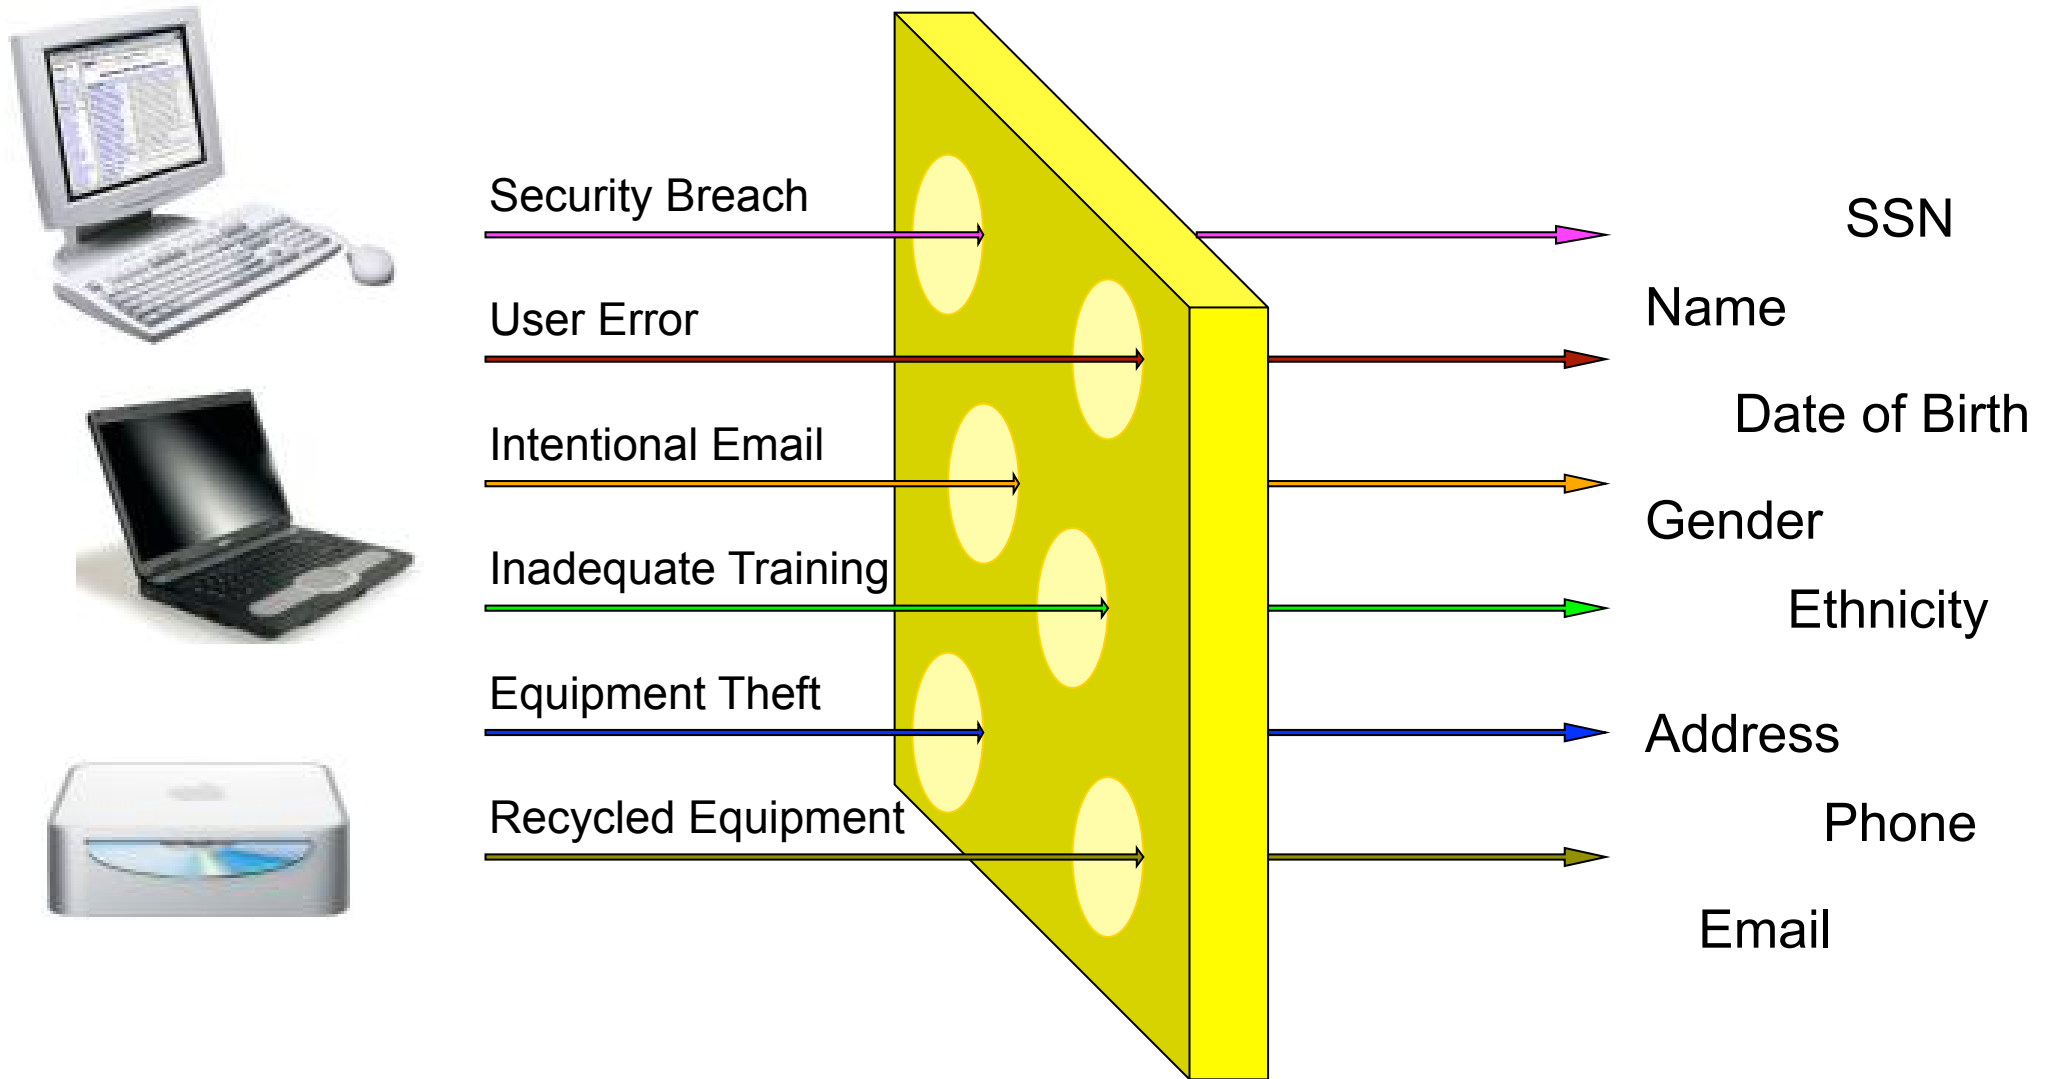 Security Breach
User Error
Intentional Email
Inadequate Training
Equipment Theft
Recycled Equipment
SSN
Name
Date of Birth
Gender
Ethnicity
Address
Phone
Email